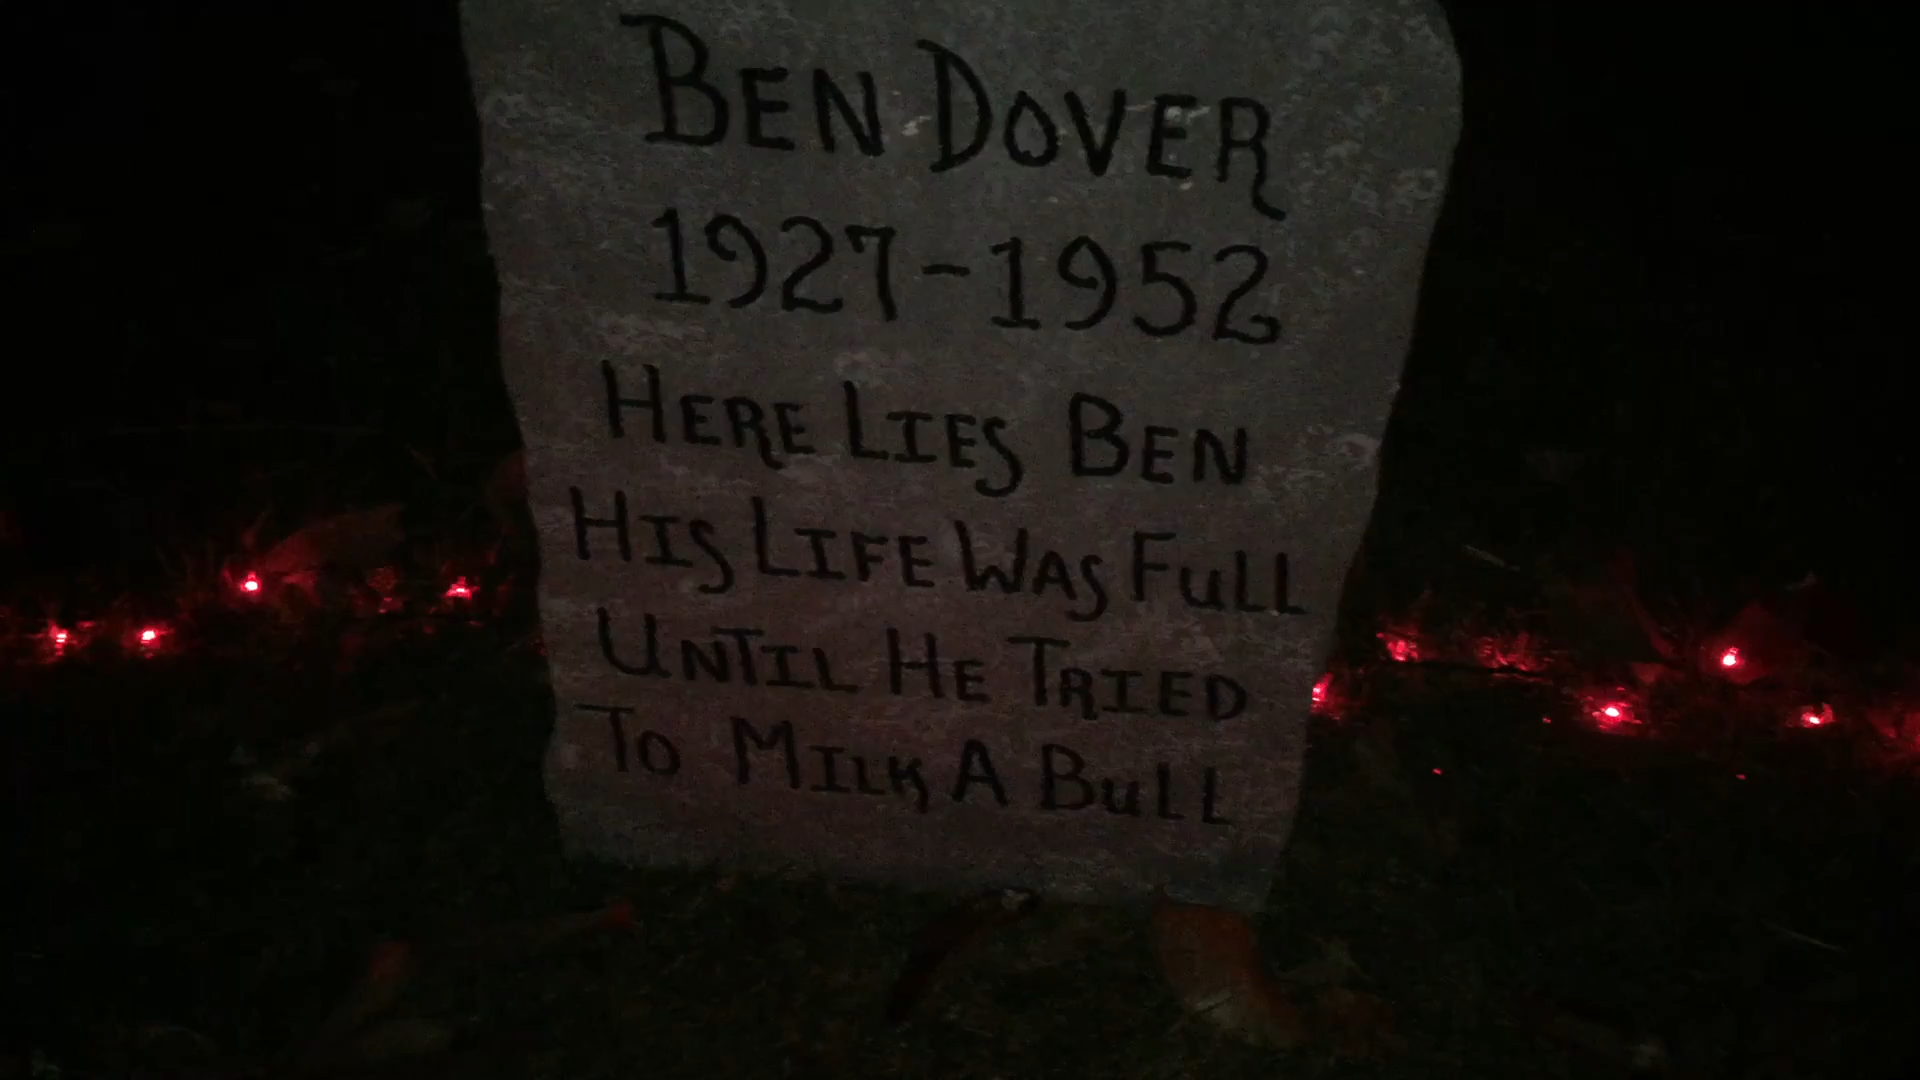 BEN DOVER
1927-1952
HERE LIES BEN
HIS LIFE WAS FULL
UNTIL HE TRIED
TO MILK A BULL